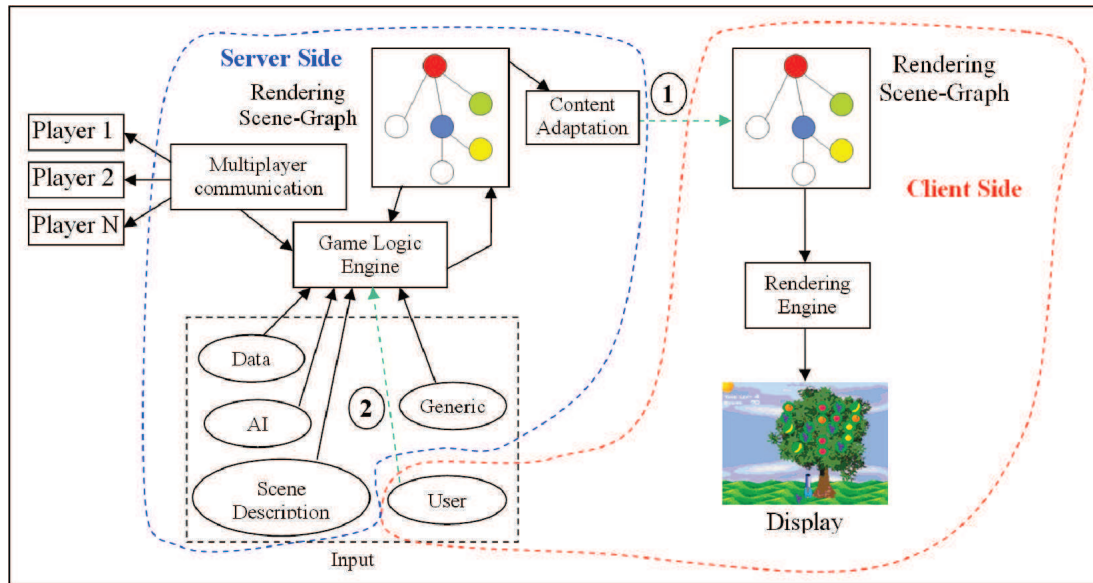 Server Side
Rendering
Scene-Graph
Content
Adaptation
1
Rendering
Scene-Graph
Player 1
Player 2
Player N
Multiplayer
communication
Client Side
Game Logic
Engine
Rendering
Engine
Data
AI
Scene
Description
2
Generic
User
Input
Display